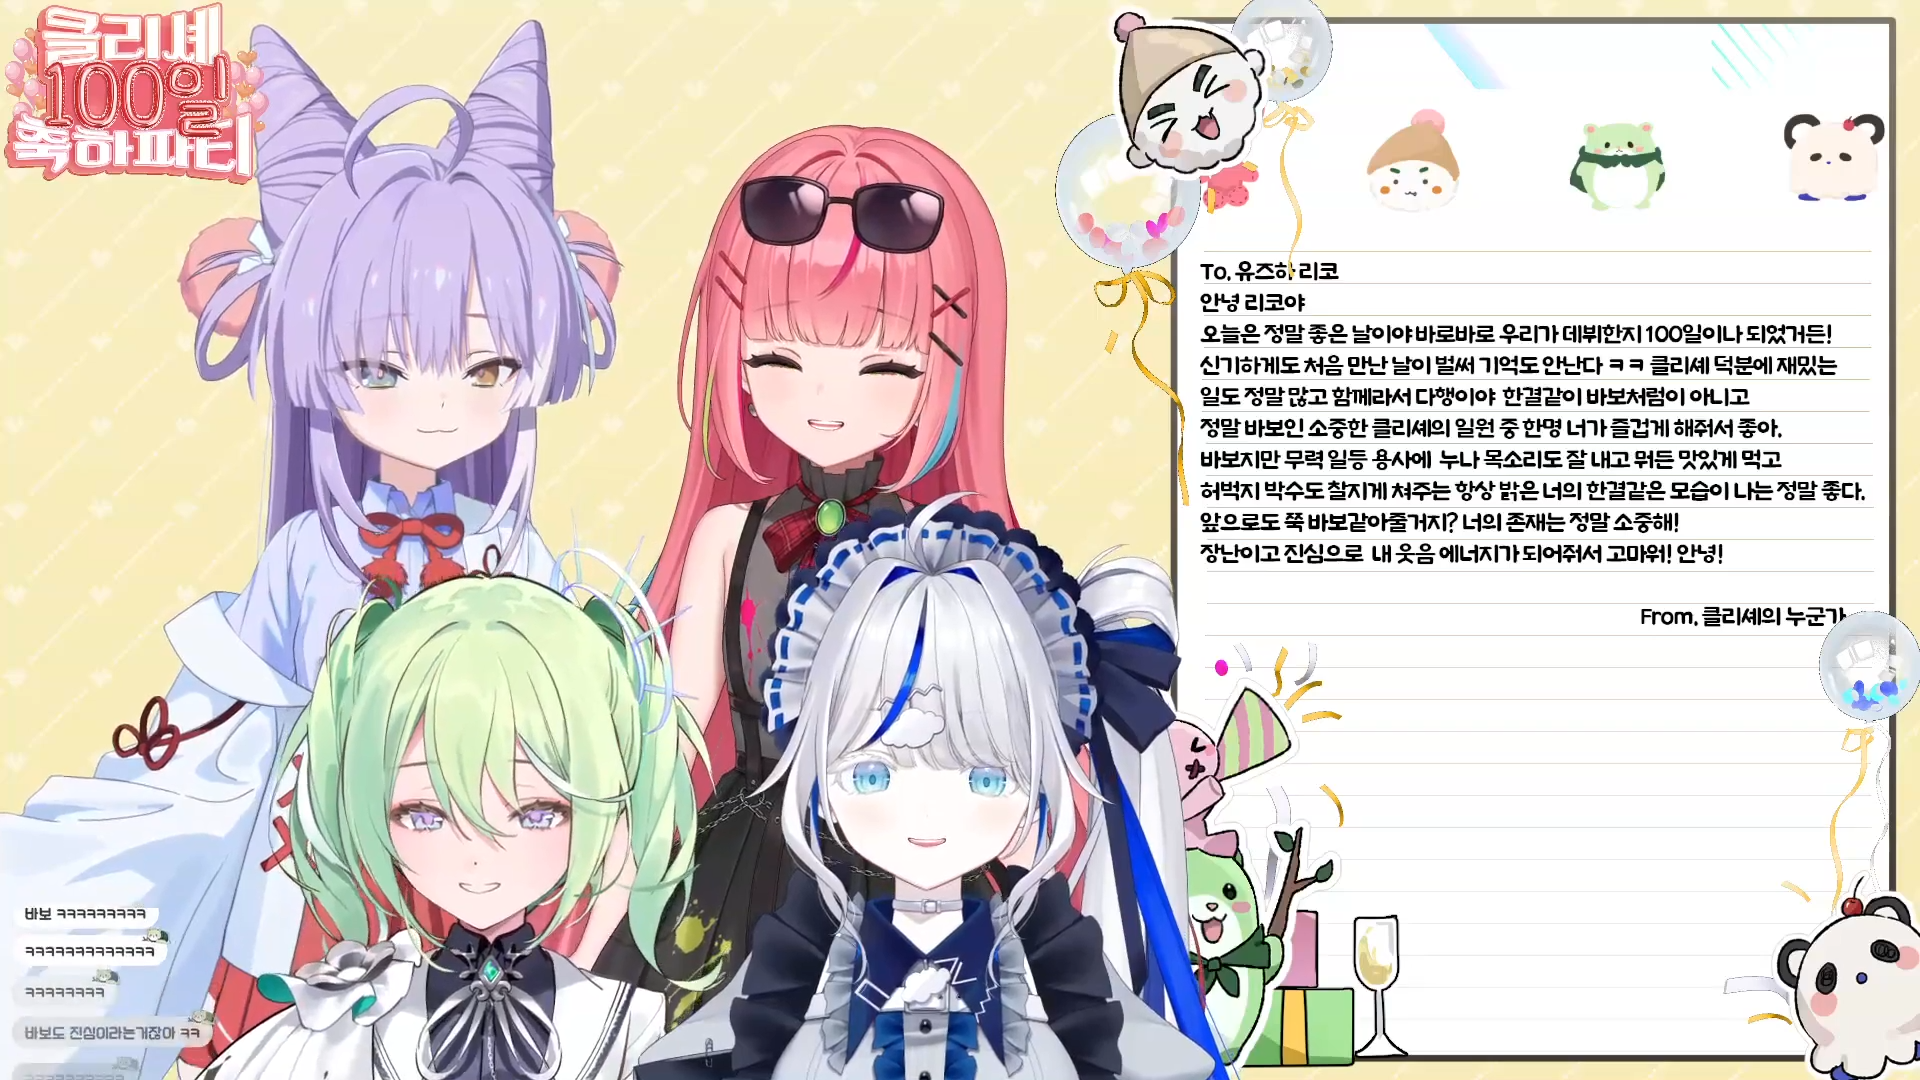 클리셰
100일
축하파티
To. 유즈하 리코
안녕 리코야
오늘은 정말 좋은 날이야 바로바로 우리가 데뷔한지 100일이나 되었거든!
신기하게도 처음 만난 날이 벌써 기억도 안난다 ㅋㅋ 클리셰 덕분에 재밌는
일도 정말 많고 함께라서 다행이야 한결같이 바보처럼이 아니고
정말 바보인 소중한 클리셰의 일원 중 한명 너가 즐겁게 해줘서 좋아.
바보지만 무력 일등 용사에 누나 목소리도 잘 내고 뭐든 맛있게 먹고
허벅지 박수도 찰지게 쳐주는 항상 밝은 너의 한결같은 모습이 나는 정말 좋다.
앞으로도 쭉 바보같아줄거지? 너의 존재는 정말 소중해!
장난이고 진심으로 내 웃음 에너지가 되어줘서 고마워! 안녕!
From. 클리셰의 누군가
바보 ㅋㅋㅋㅋㅋㅋㅋㅋㅋ
ㅋㅋㅋㅋㅋㅋㅋㅋㅋㅋㅋㅋㅋ
ㅋㅋㅋㅋㅋㅋㅋㅋ
바보도 진심이라는거잖아 ㅋㅋ